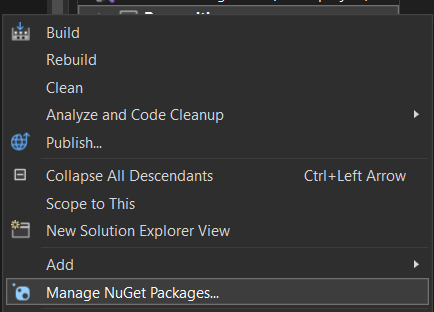 Build
Rebuild
Clean
Analyze and Code Cleanup
Publish...
Collapse All Descendants Ctrl+Left Arrow
Scope to This
New Solution Explorer View
Add
Manage NuGet Packages...